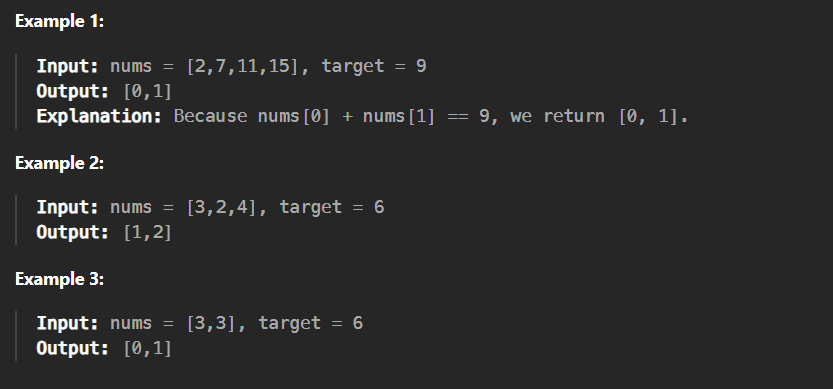 Example 1:
Input: nums = [2,7,11,15], target = 9
Output: [0,1]
Explanation: Because nums[0] + nums[1] == 9, we return [0, 1].
Example 2:
Input: nums = [3,2,4], target = 6
Output: [1,2]
Example 3:
Input: nums = [3,3], target = 6
Output: [0,1]